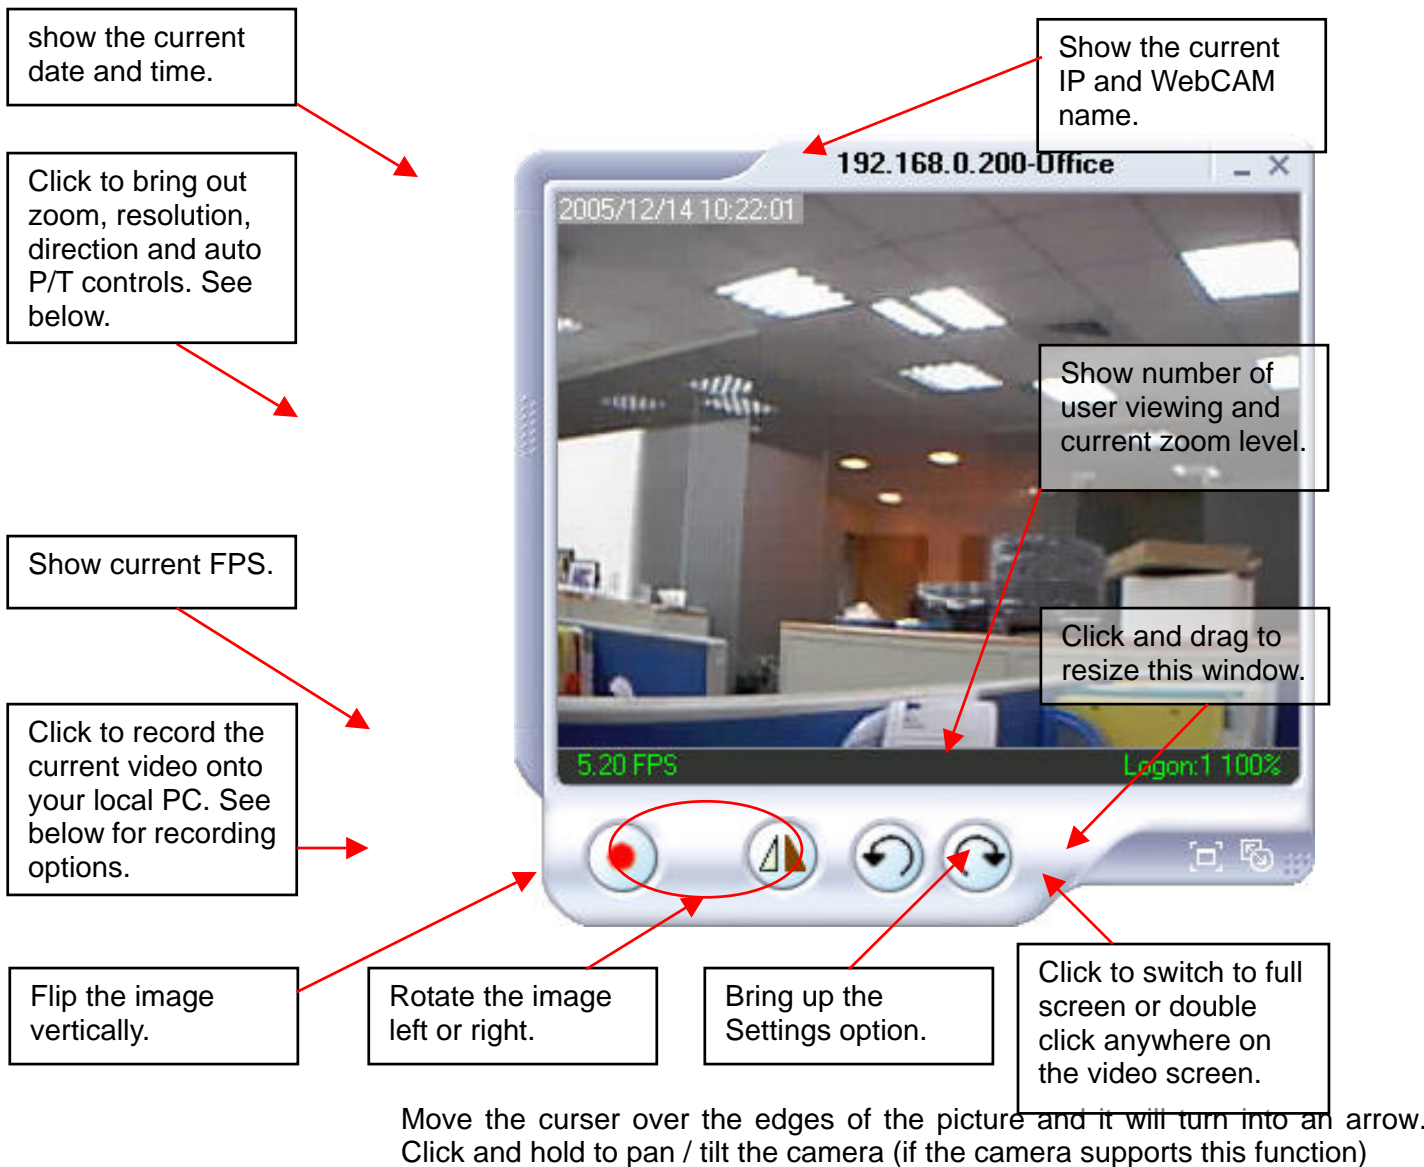 show the current
date and time.
Show the current
IP and WebCAM
name.
192.168.0.200-Office
Click to bring out
zoom, resolution,
direction and auto
P/T controls. See
below.
2005/12/14 10:22:01
Show number of
user viewing and
current zoom level.
Show current FPS.
Click and drag to
resize this window.
Click to record the
current video onto
your local PC. See
below for recording
options.
5.20 FPS
Logon:1 100%
Flip the image
vertically.
Rotate the image
left or right.
Bring up the
Settings option.
Click to switch to full
screen or double
click anywhere on
the video screen.
Move the curser over the edges of the picture and it will turn into an arrow.
Click and hold to pan / tilt the camera (if the camera supports this function)